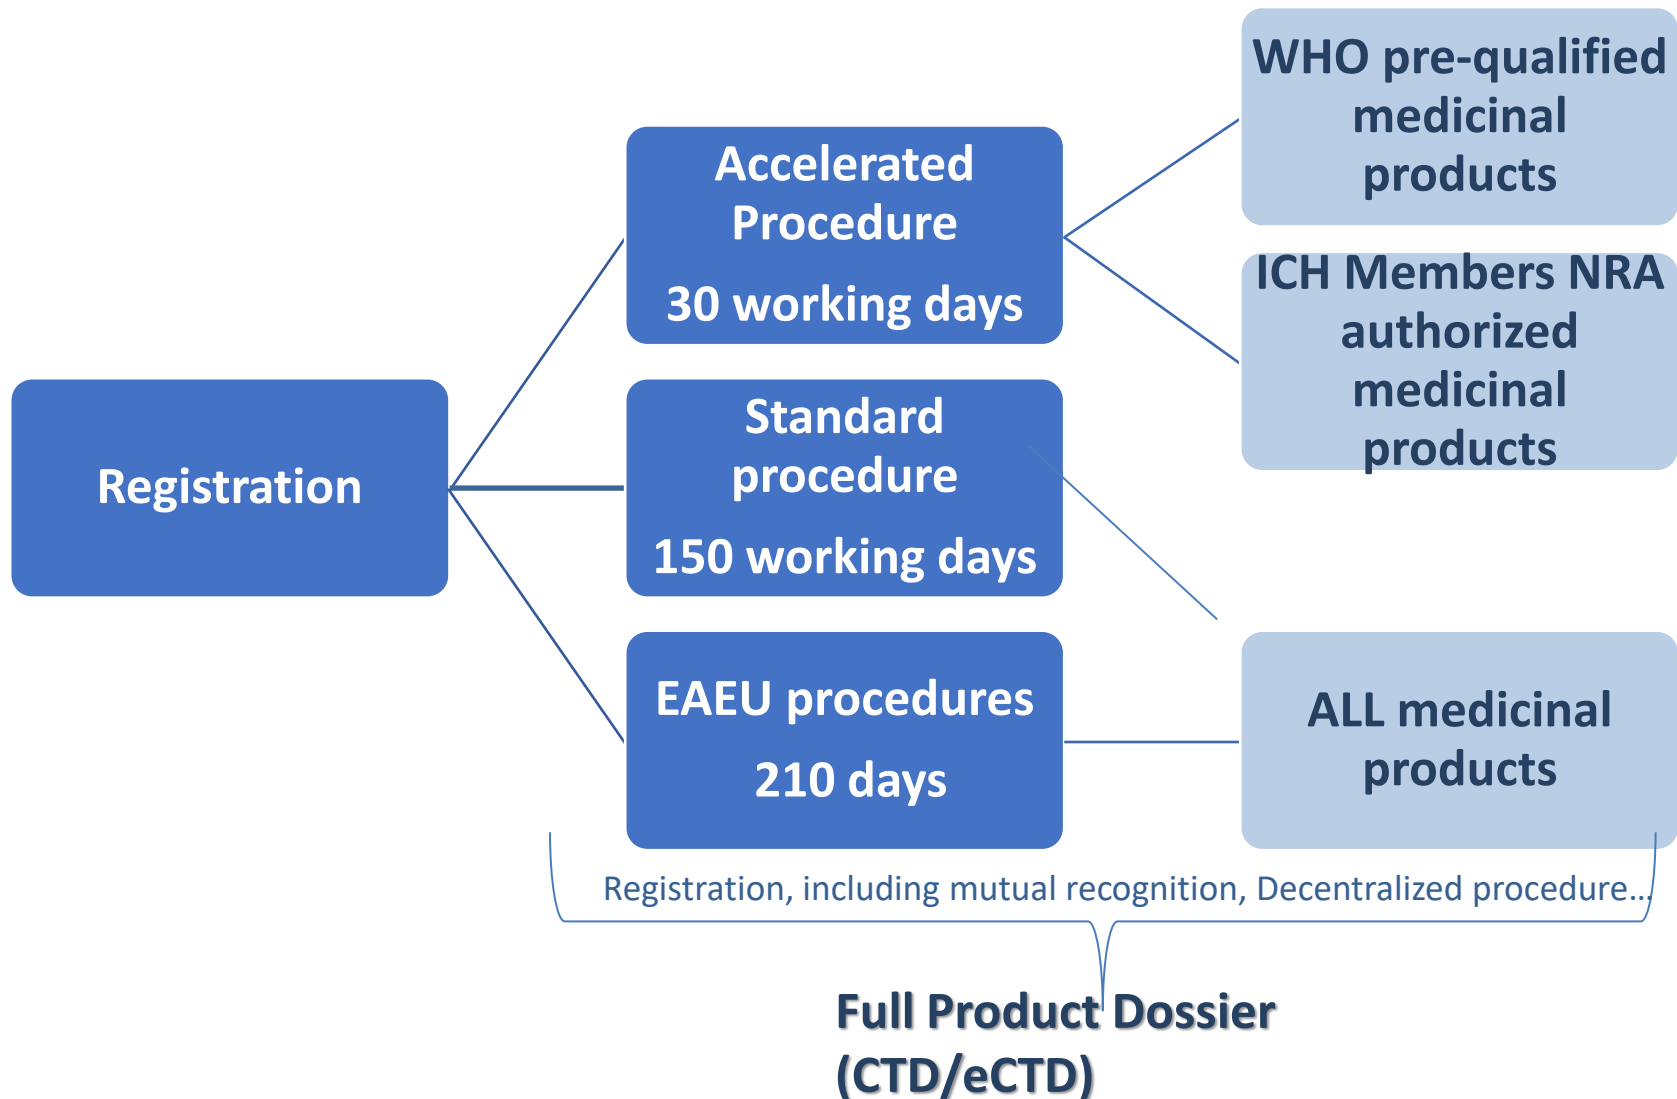 Registration
Accelerated
Procedure
30 working days
Standard
procedure
150 working days
EAEU procedures
210 days
WHO pre-qualified
medicinal
products
ICH Members NRA
authorized
medicinal
products
ALL medicinal
products
Registration, including mutual recognition, Decentralized procedure…
Full Product Dossier
(CTD/eCTD)